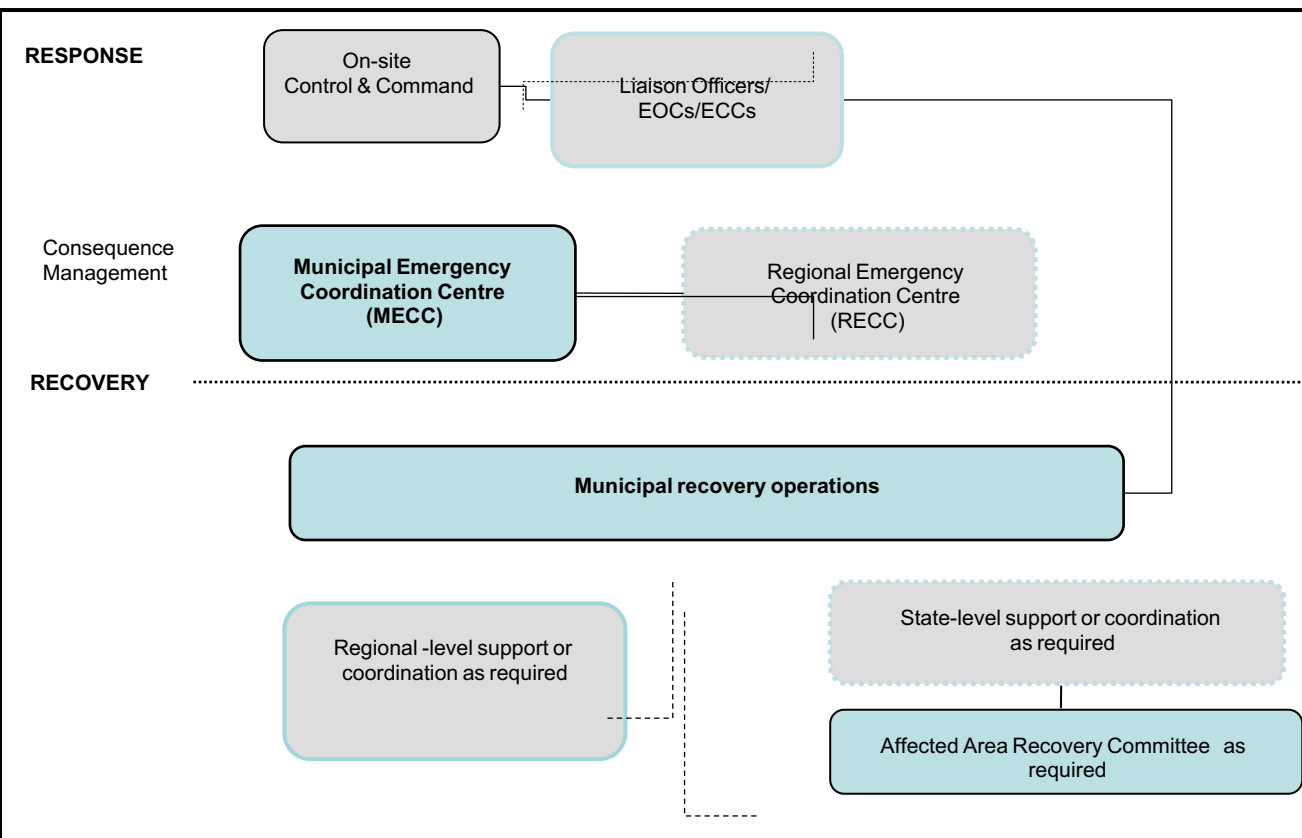 RESPONSE
On-site
Control & Command
Liaison Officers/
EOCs/ECCs
Consequence
Management
Municipal Emergency
Coordination Centre
(MECC)
Regional Emergency
Coordination Centre
(RECC)
RECOVERY
Municipal recovery operations
Regional -level support or
coordination as required
State-level support or coordination
as required
Affected Area Recovery Committee as
required